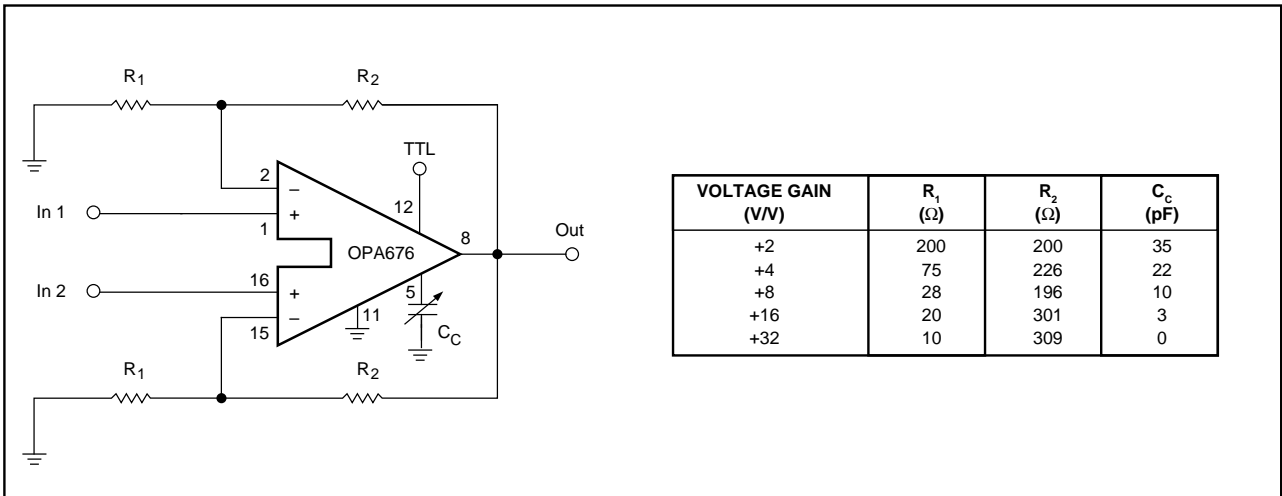 R1
R2
TTL
2
–
12
In 1
+
1
8
Out
OPA676
16
In 2
+
5
–
11
15
CC
R1
R2
VOLTAGE GAIN (V/V) R1 (Ω) R2 (Ω) CC (pF)
+2 200 200 35
+4 75 226 22
+8 28 196 10
+16 20 301 3
+32 10 309 0